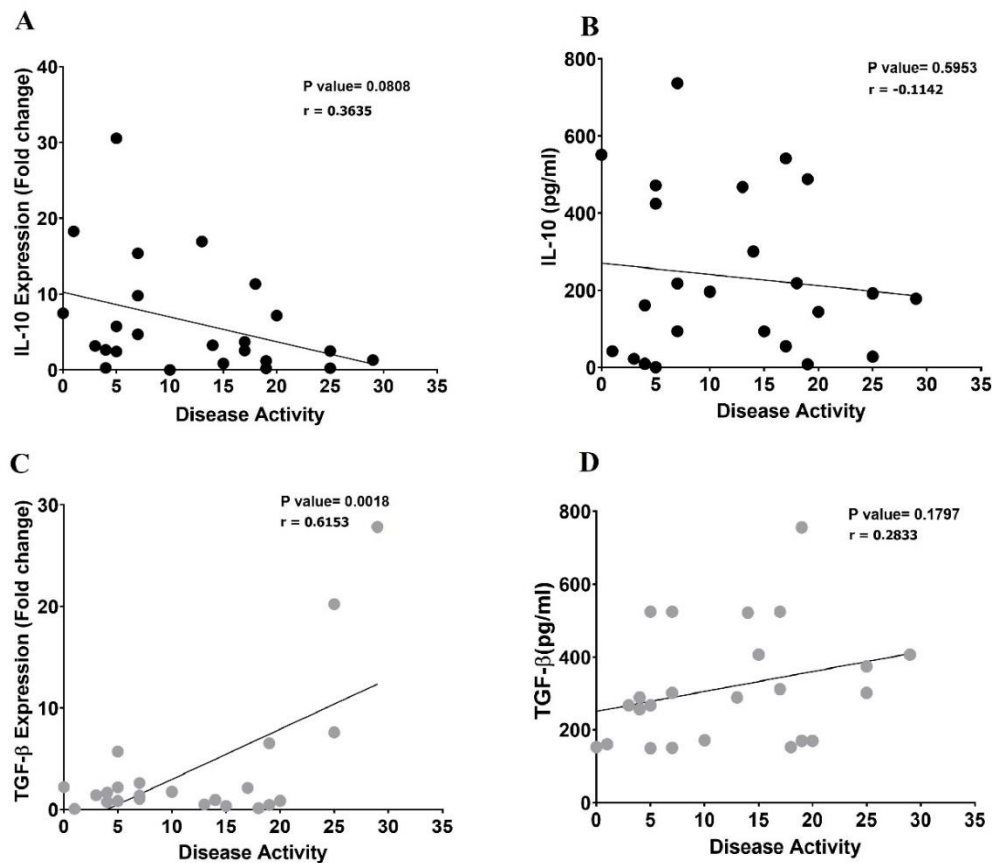 A
P value= 0.0808
r = 0.3635
IL-10 Expression (Fold change)
40
30
20
10
0
0 5 10 15 20 25 30 35
Disease Activity
B
P value= 0.5953
r = -0.1142
IL-10 (pg/ml)
800
600
400
200
0
0 5 10 15 20 25 30 35
Disease Activity
C
P value= 0.0018
r = 0.6153
TGF-β Expression (Fold change)
30
20
10
0
0 5 10 15 20 25 30 35
Disease Activity
D
P value= 0.1797
r = 0.2833
TGF-β(pg/ml)
800
600
400
200
0
0 5 10 15 20 25 30 35
Disease Activity